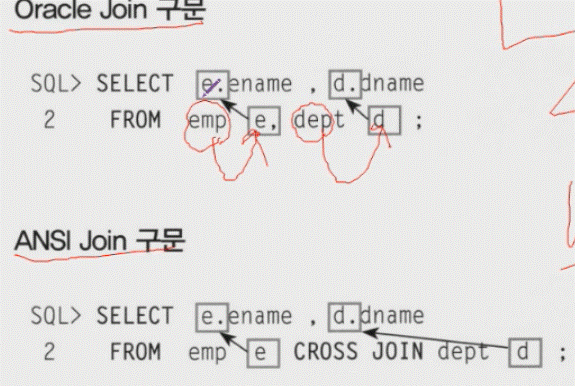 Oracle Join 구문
SQL> SELECT e.ename , d.dname
2 FROM emp e, dept d ;
ANSI Join 구문
SQL> SELECT e.ename , d.dname
2 FROM emp e CROSS JOIN dept d ;